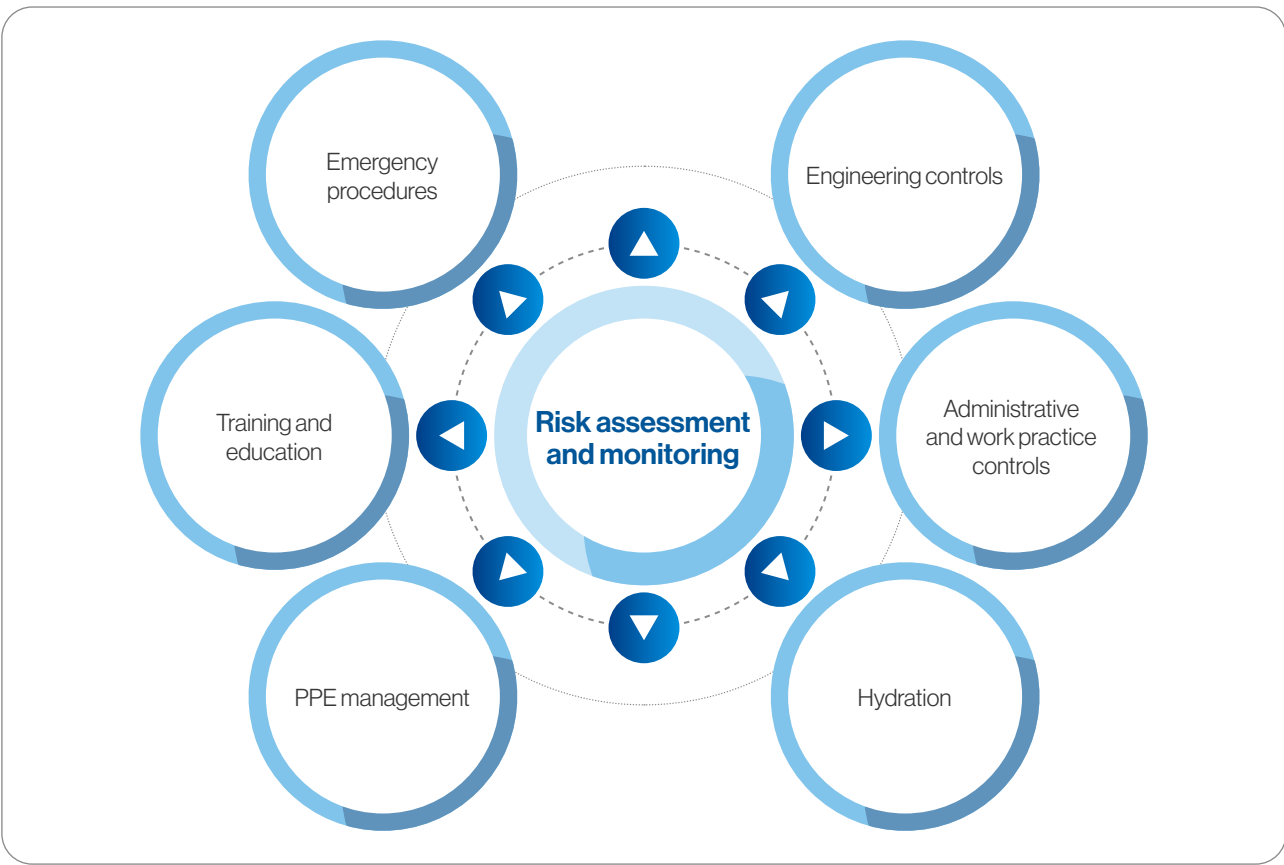 Emergency
procedures
Engineering controls
Training and
education
Risk assessment
and monitoring
Administrative
and work practice
controls
PPE management
Hydration